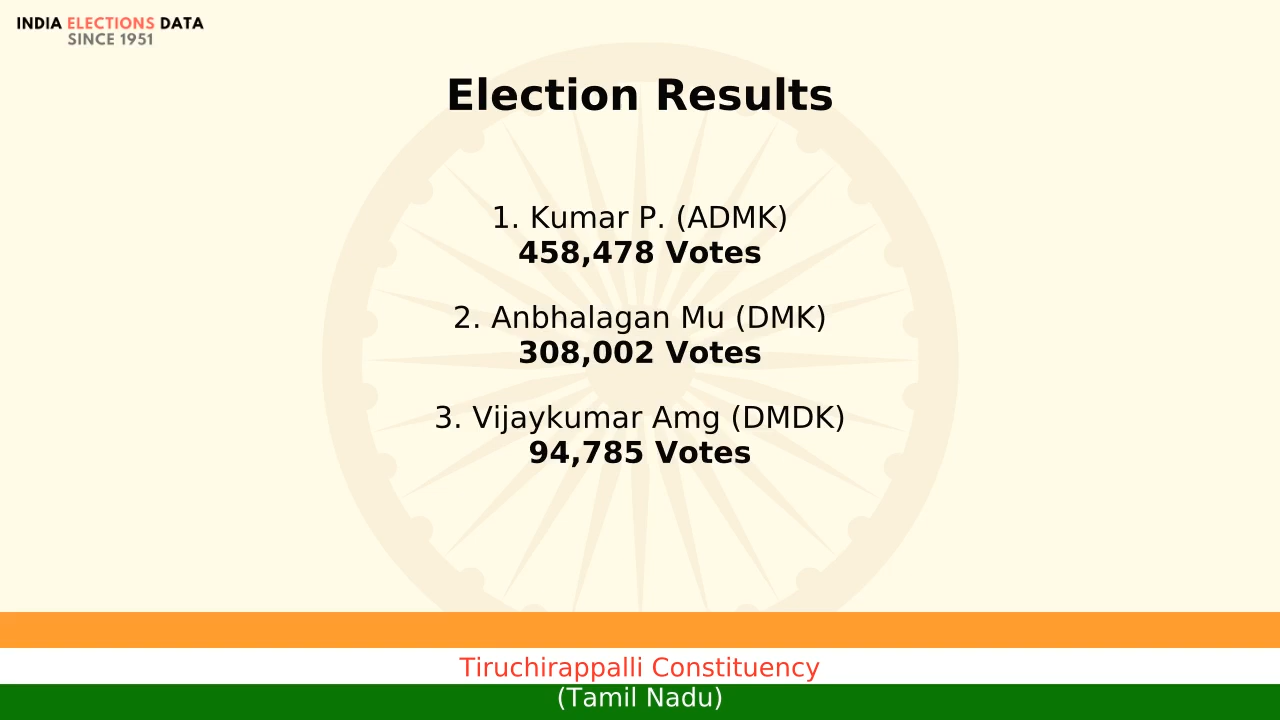 INDIA ELECTIONS DATA
SINCE 1951
Election Results
1. Kumar P. (ADMK)
458,478 Votes
2. Anbhalagan Mu (DMK)
308,002 Votes
3. Vijaykumar Amg (DMDK)
94,785 Votes
Tiruchirappalli Constituency
(Tamil Nadu)